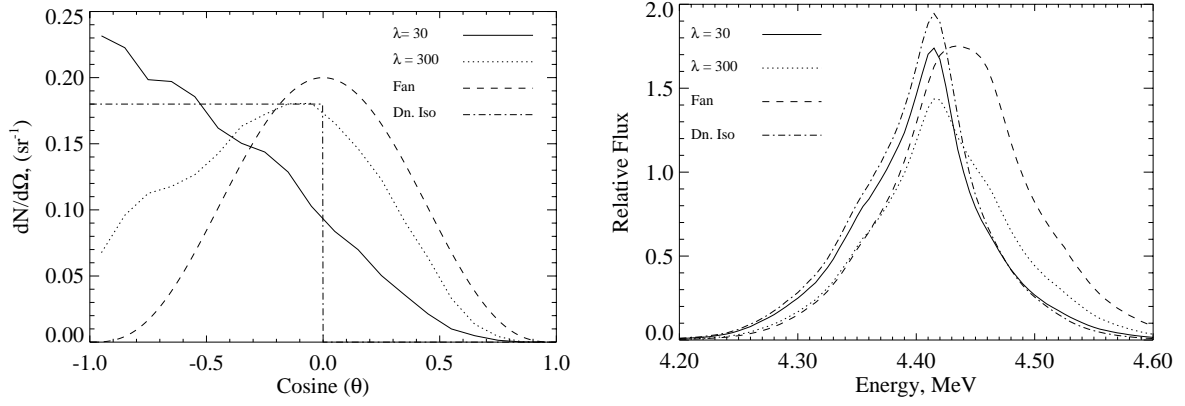 0.25
0.20
0.15
0.10
0.05
0.00
dN/dΩ, (sr⁻¹)
-1.0 -0.5 0.0 0.5 1.0
Cosine (θ)
λ= 30
λ = 300
Fan
Dn. Iso
2.0
1.5
1.0
0.5
0.0
Relative Flux
4.20 4.30 4.40 4.50 4.60
Energy, MeV
λ = 30
λ = 300
Fan
Dn. Iso